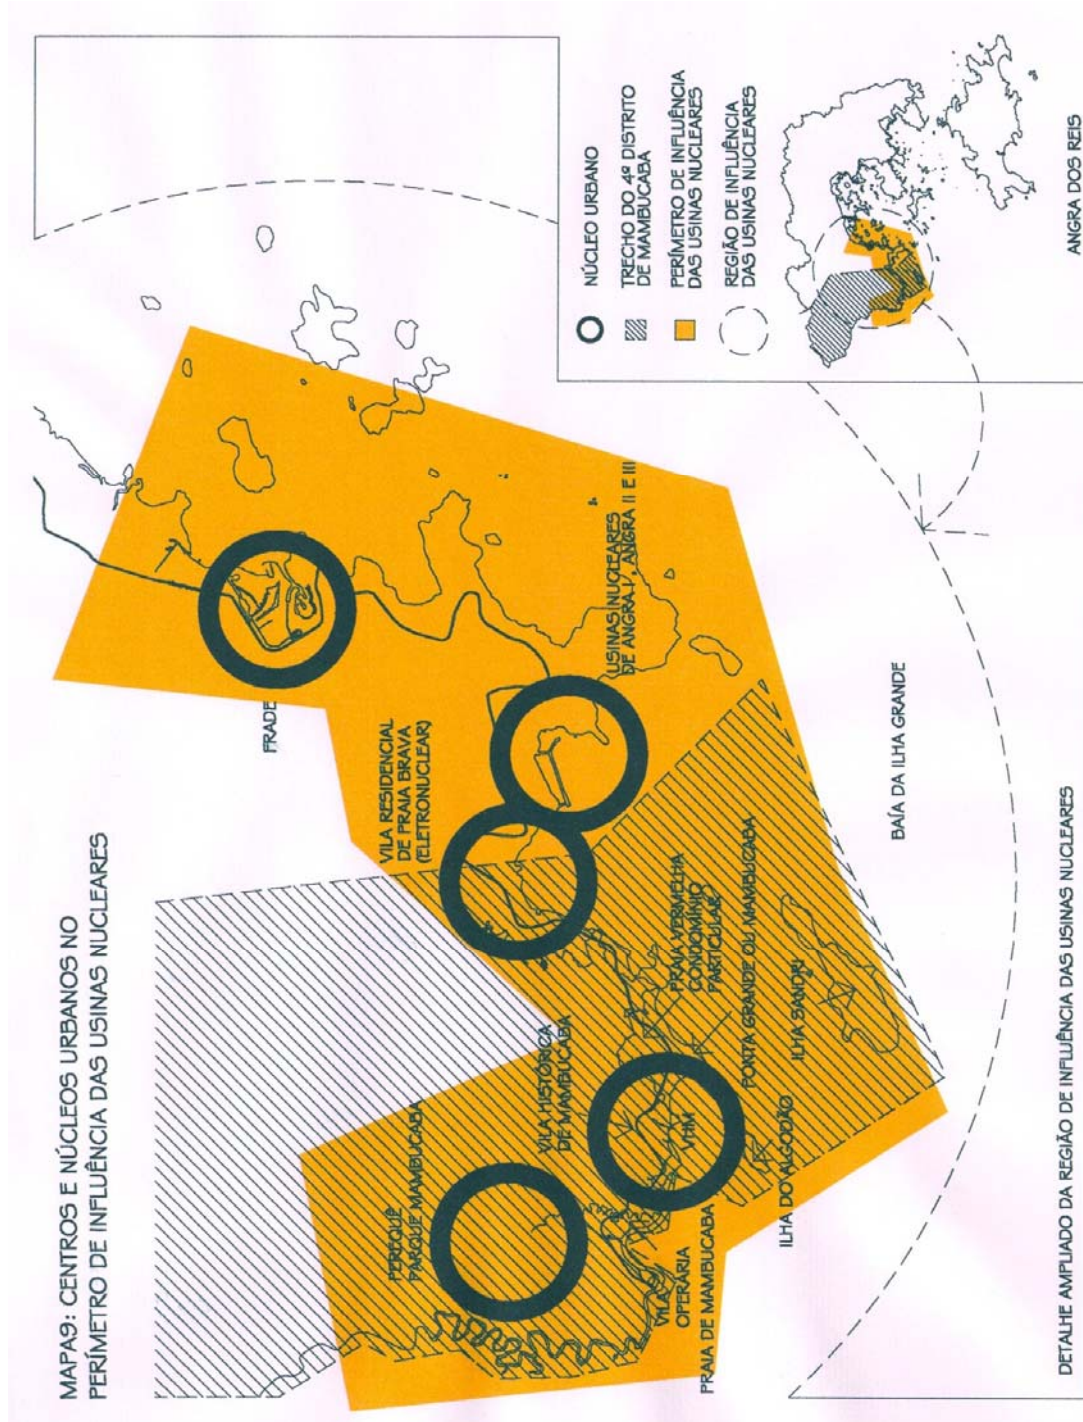 MAPA9: CENTROS E NÚCLEOS URBANOS NO
PERÍMETRO DE INFLUÊNCIA DAS USINAS NUCLEARES
NÚCLEO URBANO
TRECHO DO 4º DISTRITO
DE MAMBUCABA
PERÍMETRO DE INFLUÊNCIA
DAS USINAS NUCLEARES
REGIÃO DE INFLUÊNCIA
DAS USINAS NUCLEARES
ANGRA DOS REIS
FRADE
VILA RESIDENCIAL
DE PRAIA BRAVA
(ELETRONUCLEAR)
USINAS NUCLEARES
DE ANGRA I, ANGRA II E III
PEREQUÊ
PARQUE MAMBUCABA
VILA HISTÓRICA
DE MAMBUCABA
PRAIA VERMELHA
CONDOMÍNIO
PARTICULAR
PONTA GRANDE OU MAMBUCABA
VHM
VILA
OPERÁRIA
PRAIA DE MAMBUCABA
ILHA DO ALGODÃO
ILHA SANDRI
BAÍA DA ILHA GRANDE
DETALHE AMPLIADO DA REGIÃO DE INFLUÊNCIA DAS USINAS NUCLEARES